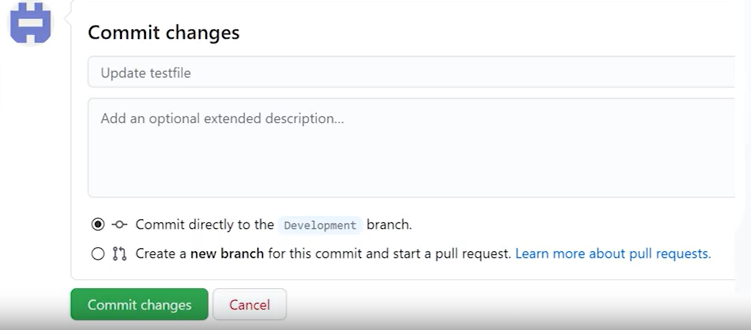 Commit changes
Update testfile
Add an optional extended description...
Commit directly to the Development branch.
Create a new branch for this commit and start a pull request. Learn more about pull requests.
Commit changes Cancel